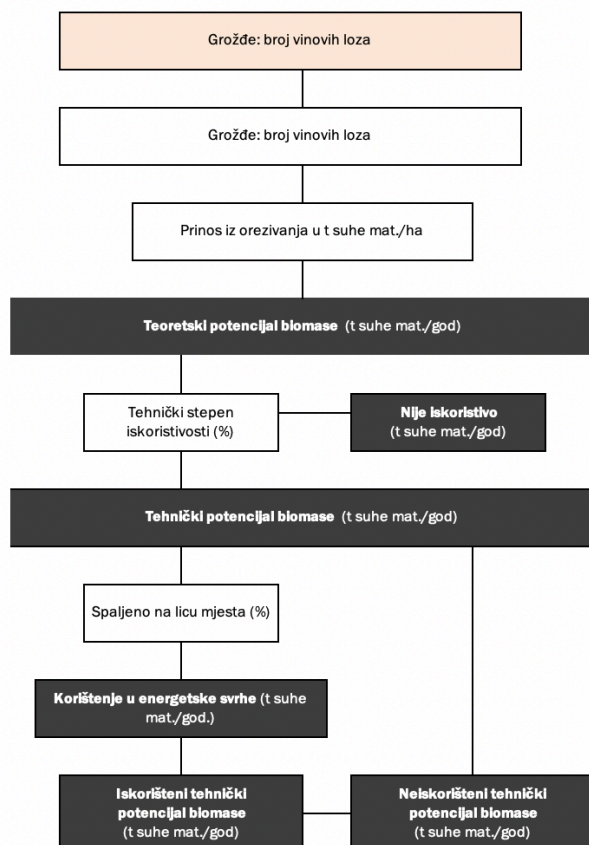 Grožđe: broj vinovih loza
Grožđe: broj vinovih loza
Prinos iz orezivanja u t suhe mat./ha
Teoretski potencijal biomase (t suhe mat./god)
Tehnički stepen
iskoristivosti (%)
Nije iskoristivo
(t suhe mat./god)
Tehnički potencijal biomase (t suhe mat./god)
Spaljeno na licu mjesta (%)
Korištenje u energetske svrhe (t suhe
mat./god.)
Iskorišteni tehnički
potencijal biomase
(t suhe mat./god)
Neiskorišteni tehnički
potencijal biomase
(t suhe mat./god)